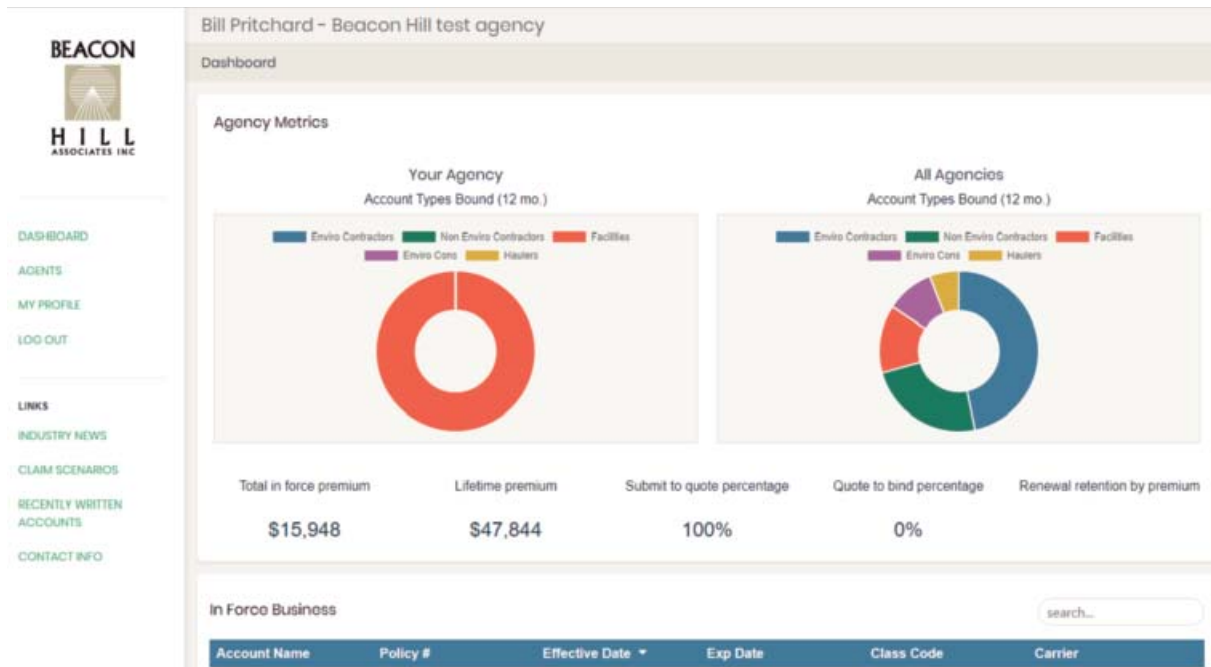 BEACON
HILL
ASSOCIATES INC
DASHBOARD
AGENTS
MY PROFILE
LOG OUT
LINKS
INDUSTRY NEWS
CLAIM SCENARIOS
RECENTLY WRITTEN
ACCOUNTS
CONTACT INFO
Bill Pritchard - Beacon Hill test agency
Dashboard
Agency Metrics
Your Agency
Account Types Bound (12 mo.)
Enviro Contractors Non Enviro Contractors Facilities
Enviro Cons Haulers
All Agencies
Account Types Bound (12 mo.)
Enviro Contractors Non Enviro Contractors Facilities
Enviro Cons Haulers
Total in force premium Lifetime premium Submit to quote percentage Quote to bind percentage Renewal retention by premium
$15,948 $47,844 100% 0%
In Force Business search...
Account Name Policy # Effective Date Exp Date Class Code Carrier